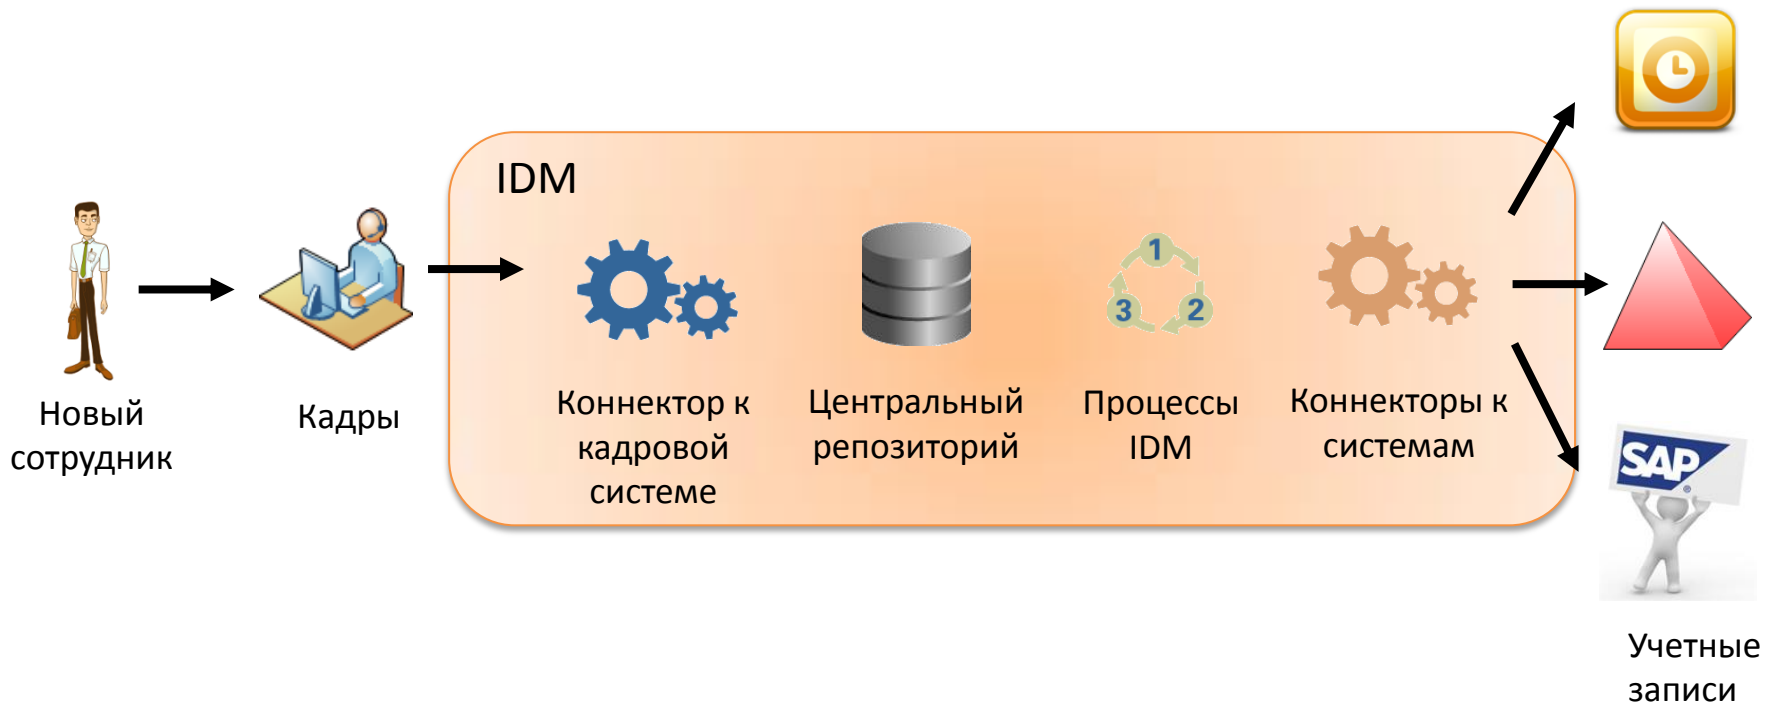 IDM
Новый
сотрудник
Кадры
Коннектор к
кадровой
системе
Центральный
репозиторий
1
2
3
Процессы
IDM
Коннекторы к
системам
SAP
®
Учетные
записи